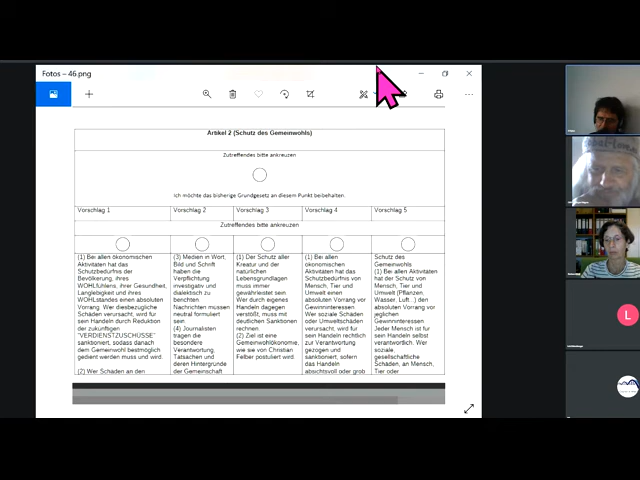 Fotos – 46.png
Artikel 2 (Schutz des Gemeinwohls)
Zutreffendes bitte ankreuzen
Ich möchte das bisherige Grundgesetz an diesem Punkt beibehalten.
Vorschlag 1
Vorschlag 2
Vorschlag 3
Vorschlag 4
Vorschlag 5
Zutreffendes bitte ankreuzen
(1) Bei allen ökonomischen
Aktivitäten hat das
Schutzbedürfnis der
Bevölkerung, ihres
WOHLfühlens, ihrer Gesundheit,
Langlebigkeit und ihres
WOHLstandes einen absoluten
Vorrang. Wer diesbezügliche
Schäden verursacht, wird für
sein Handeln durch Reduktion
der zukünftigen
"VERDIENSTZUSCHÜSSE"
sanktioniert, sodass danach
dem Gemeinwohl bestmöglich
gedient werden muss und wird.
(2) Wer Schäden an den
(3) Medien in Wort,
Bild und Schrift
haben die
Verpflichtung
investigativ und
dialektisch zu
berichten.
Nachrichten müssen
neutral formuliert
sein.
(4) Journalisten
tragen die
besondere
Verantwortung,
Tatsachen und
deren Hintergründe
der Gemeinschaft
(1) Der Schutz aller
Kreatur und der
natürlichen
Lebensgrundlagen
muss immer
gewährleistet sein.
Wer durch eigenes
Handeln dagegen
verstößt, muss mit
deutlichen Sanktionen
rechnen.
(2) Ziel ist eine
Gemeinwohlökonomie,
wie sie von Christian
Felber postuliert wird.
(1) Bei allen
ökonomischen
Aktivitäten hat das
Schutzbedürfnis von
Mensch, Tier und
Umwelt einen
absoluten Vorrang vor
Gewinninteressen.
Wer soziale Schäden
oder Umweltschäden
verursacht, wird für
sein Handeln rechtlich
zur Verantwortung
gezogen und
sanktioniert, sofern
das Handeln
absichtsvoll oder grob
Schutz des
Gemeinwohls
(1) Bei allen Aktivitäten
hat der Schutz von
Mensch, Tier und
Umwelt (Pflanzen,
Wasser, Luft...) den
absoluten Vorrang vor
jeglichen
Gewinninteressen.
Jeder Mensch ist für
sein Handeln selbst
verantwortlich. Wer
soziale,
gesellschaftliche
Schäden, an Mensch,
Tier oder
L